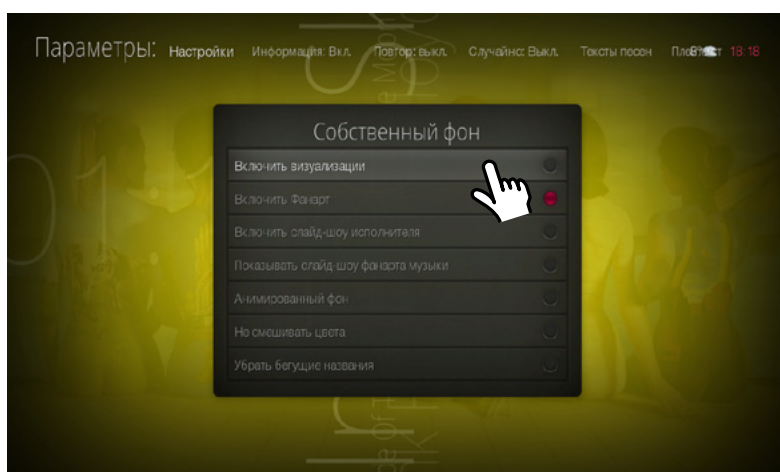 Параметры: Настройки Информация: Вкл. Повтор: выкл. Случайно: Выкл. Тексты песен 18:18
Собственный фон
Включить визуализации
Включить Фанарт
Включить слайд-шоу исполнителя
Показывать слайд-шоу фанарта музыки
Анимированный фон
Не смешивать цвета
Убрать бегущие названия